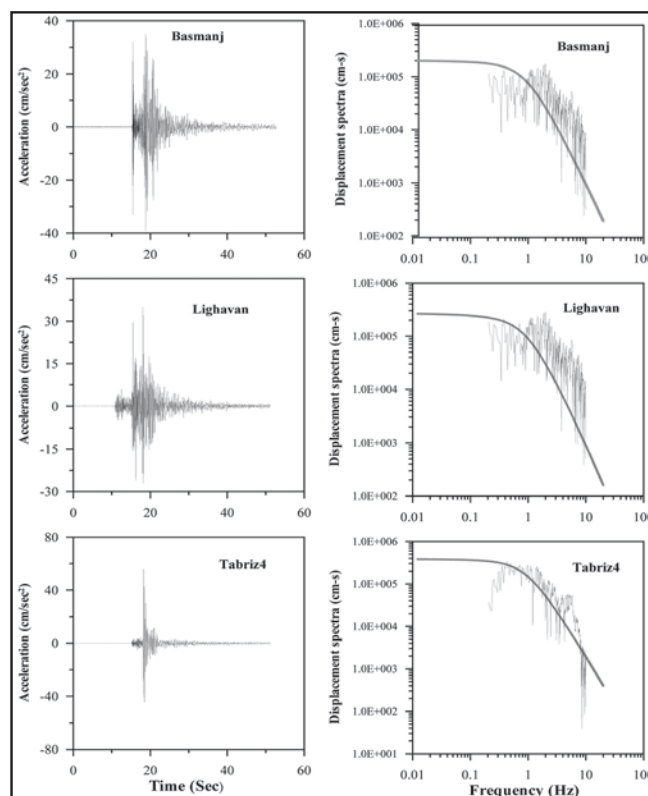 40
20
0
-20
-40
0
20
40
60
Acceleration (cm/sec²)
Basmanj
1.0E+006
1.0E+005
1.0E+004
1.0E+003
1.0E+002
0.01
0.1
1
10
100
Displacement spectra (cm-s)
Basmanj
45
30
15
0
-15
-30
0
20
40
60
Acceleration (cm/sec²)
Lighavan
1.0E+006
1.0E+005
1.0E+004
1.0E+003
1.0E+002
0.01
0.1
1
10
100
Displacement spectra (cm-s)
Lighavan
80
40
0
-40
-80
0
20
40
60
Acceleration (cm/sec²)
Tabriz4
Time (Sec)
1.0E+006
1.0E+005
1.0E+004
1.0E+003
1.0E+002
1.0E+001
0.01
0.1
1
10
100
Displacement spectra (cm-s)
Tabriz4
Frequency (Hz)